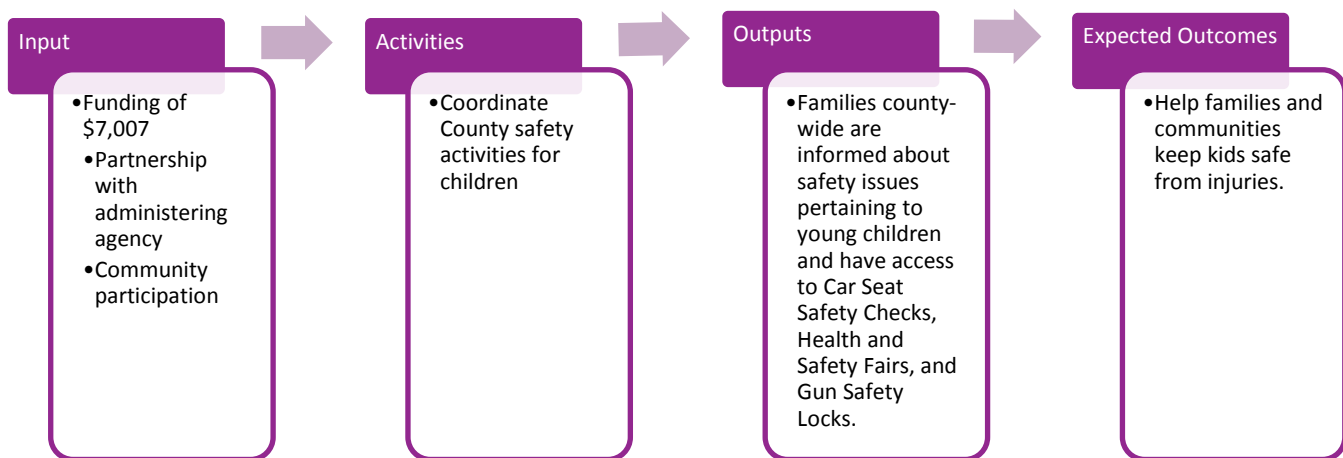 Input
•Funding of
$7,007
•Partnership
with
administering
agency
•Community
participation
Activities
•Coordinate
County safety
activities for
children
Outputs
•Families county-
wide are
informed about
safety issues
pertaining to
young children
and have access
to Car Seat
Safety Checks,
Health and
Safety Fairs, and
Gun Safety
Locks.
Expected Outcomes
•Help families and
communities
keep kids safe
from injuries.